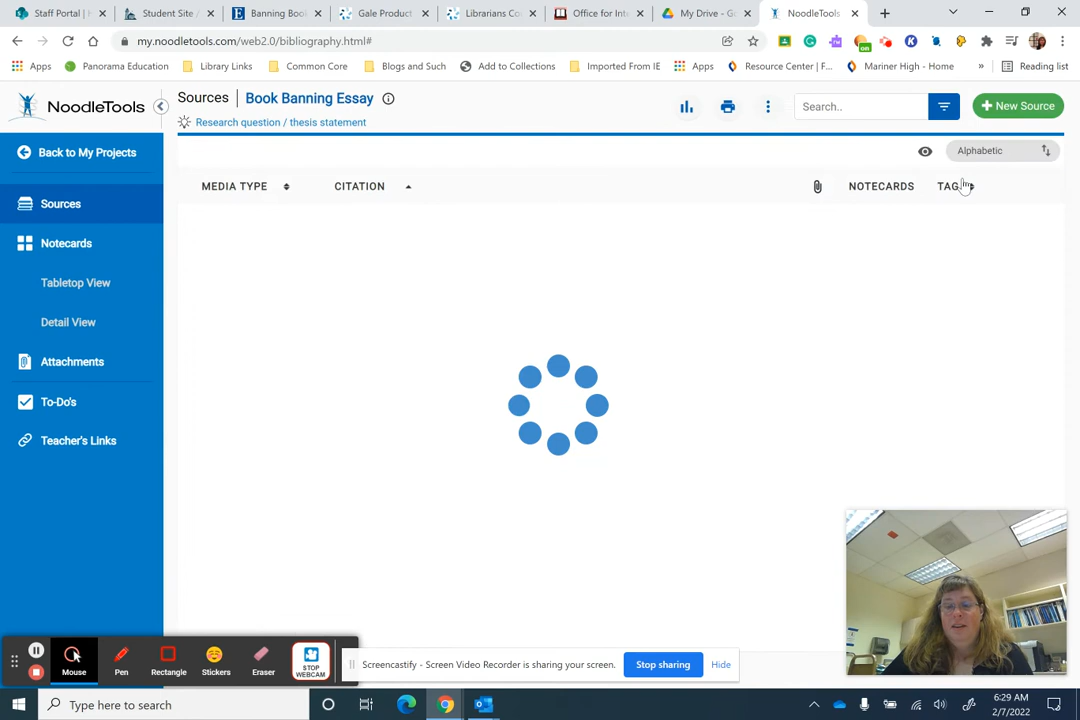 Staff Portal | H
Student Site /
Banning Boo
Gale Product
Librarians Co
Office for Int
My Drive - Go
NoodleTools
my.noodletools.com/web2.0/bibliography.html#
Apps
Panorama Education
Library Links
Common Core
Blogs and Such
Add to Collections
Imported From IE
Apps
Resource Center | F...
Mariner High - Home
»
Reading list
NoodleTools
Sources | Book Banning Essay
Research question / thesis statement
Search..
New Source
Back to My Projects
Alphabetic
MEDIA TYPE
CITATION
NOTECARDS
TAGS
Sources
Notecards
Tabletop View
Detail View
Attachments
To-Do's
Teacher's Links
on
Mouse
Pen
Rectangle
Stickers
Eraser
STOP WEBCAM
Screencastify - Screen Video Recorder is sharing your screen.
Stop sharing
Hide
Type here to search
6:29 AM
2/7/2022